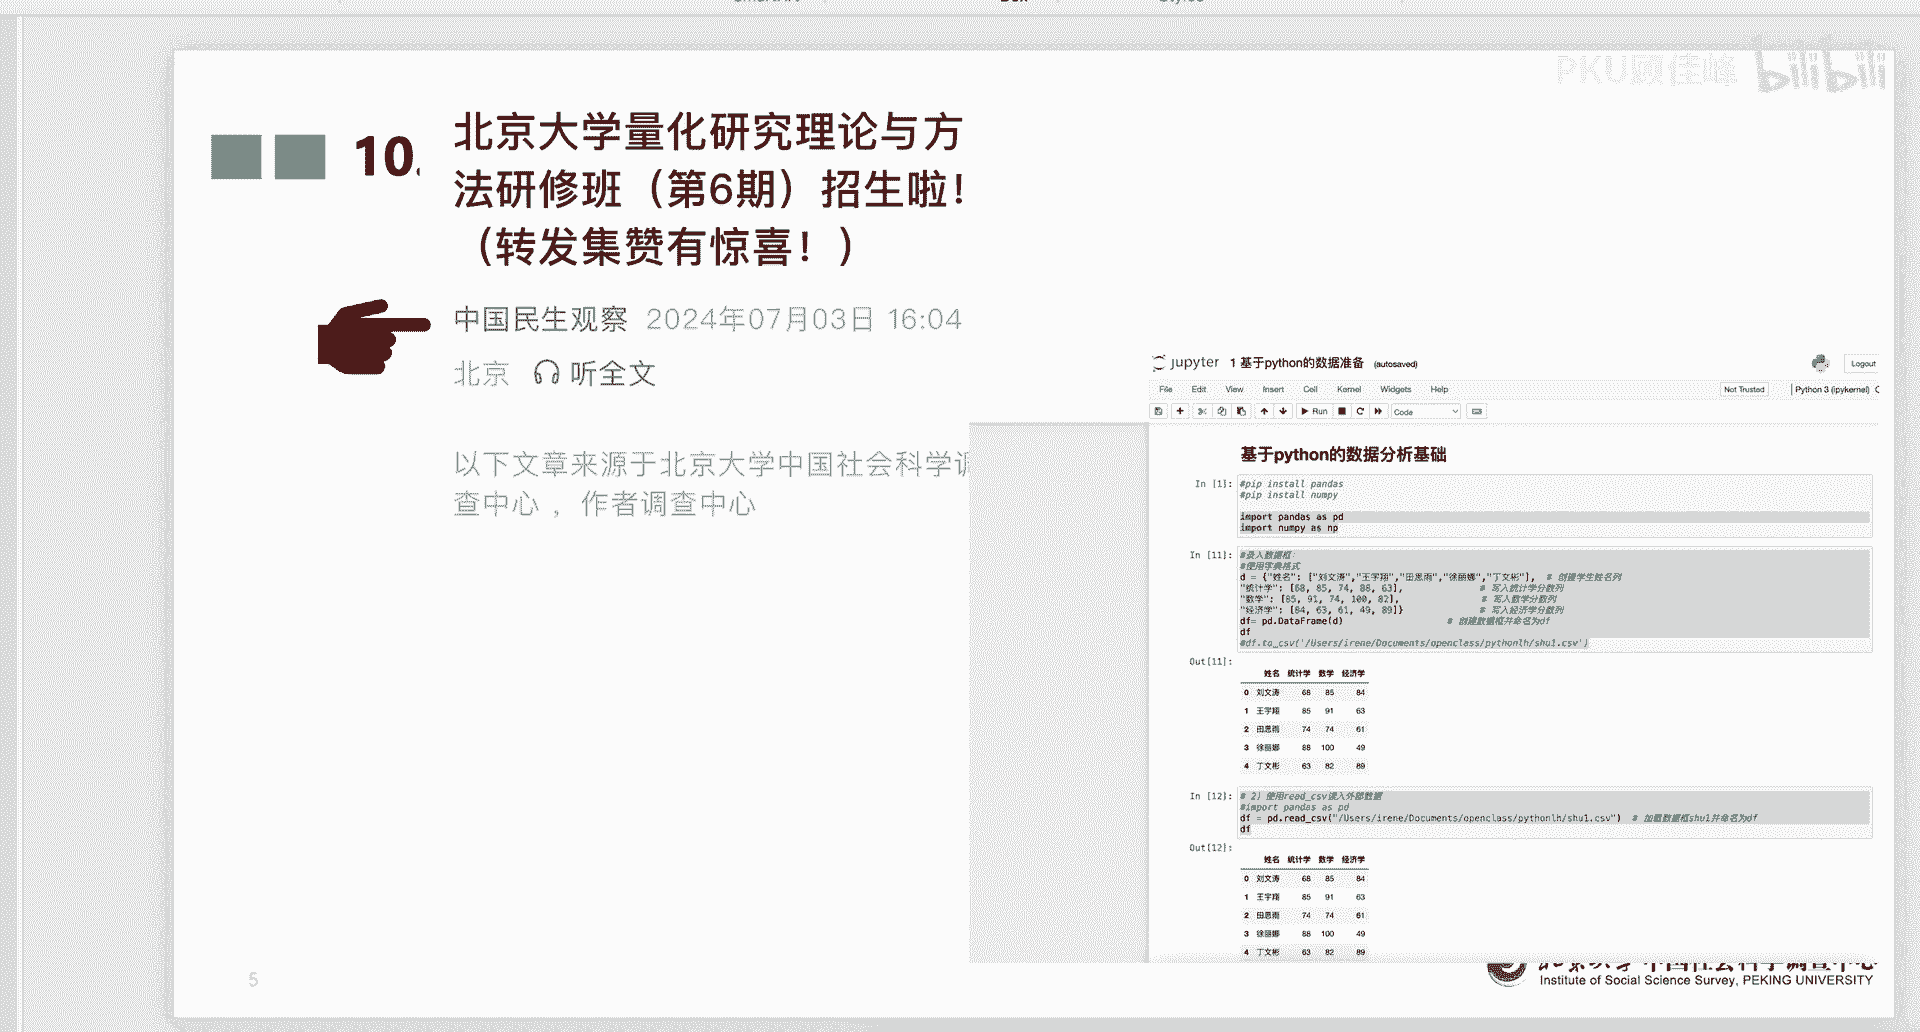 PKU顾佳峰 bilibili
10.
北京大学量化研究理论与方
法研修班（第6期）招生啦！
（转发集赞有惊喜！）
中国民生观察 2024年07月03日 16:04
北京 听全文
以下文章来源于北京大学中国社会科学调
查中心 ，作者调查中心
jupyter 1 基于python的数据准备 (autosaved)
Logout
File Edit View Insert Cell Kernel Widgets Help
Not Trusted
Python 3 (ipykernel)
Run
Code
基于python的数据分析基础
In [1]:
#pip install pandas
#pip install numpy
import pandas as pd
import numpy as np
In [11]:
#录入数据框：
#使用字典格式
d = {"姓名": ["刘文涛","王宇翔","田思雨","徐丽娜","丁文彬"], # 创建学生姓名列
"统计学": [68, 85, 74, 88, 63], # 写入统计学分数列
"数学": [85, 91, 74, 100, 82], # 写入数学分数列
"经济学": [84, 63, 61, 49, 89]} # 写入经济学分数列
df= pd.DataFrame(d) # 创建数据框并命名为df
df
#df.to_csv('/Users/irene/Documents/openclass/pythonlh/shu1.csv')
Out[11]:
姓名 统计学 数学 经济学
0 刘文涛 68 85 84
1 王宇翔 85 91 63
2 田思雨 74 74 61
3 徐丽娜 88 100 49
4 丁文彬 63 82 89
In [12]:
# 2) 使用read_csv读入外部数据
#import pandas as pd
df = pd.read_csv("/Users/irene/Documents/openclass/pythonlh/shu1.csv") # 加载数据框shu1并命名为df
df
Out[12]:
姓名 统计学 数学 经济学
0 刘文涛 68 85 84
1 王宇翔 85 91 63
2 田思雨 74 74 61
3 徐丽娜 88 100 49
4 丁文彬 63 82 89
Institute of Social Science Survey, PEKING UNIVERSITY
5